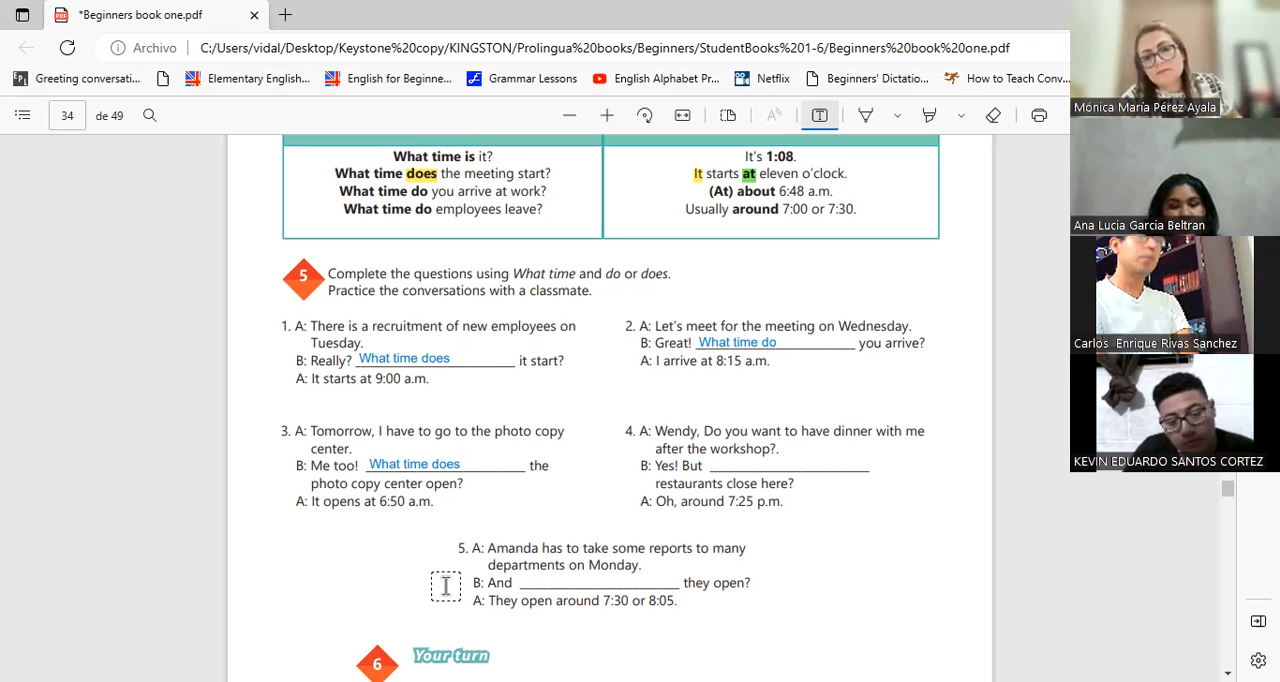 *Beginners book one.pdf
Archivo
C:/Users/vidal/Desktop/Keystone%20copy/KINGSTON/Prolingua%20books/Beginners/StudentBooks%201-6/Beginners%20book%20one.pdf
Greeting conversati...
Elementary English...
English for Beginne...
Grammar Lessons
English Alphabet Pr...
Netflix
Beginners' Dictatio...
How to Teach Conv...
34 de 49
What time is it?
It's 1:08.
What time does the meeting start?
It starts at eleven o'clock.
What time do you arrive at work?
(At) about 6:48 a.m.
What time do employees leave?
Usually around 7:00 or 7:30.
5 Complete the questions using What time and do or does.
Practice the conversations with a classmate.
1. A: There is a recruitment of new employees on
Tuesday.
B: Really? What time does it start?
A: It starts at 9:00 a.m.
2. A: Let's meet for the meeting on Wednesday.
B: Great! What time do you arrive?
A: I arrive at 8:15 a.m.
3. A: Tomorrow, I have to go to the photo copy
center.
B: Me too! What time does the
photo copy center open?
A: It opens at 6:50 a.m.
4. A: Wendy, Do you want to have dinner with me
after the workshop?.
B: Yes! But ____________________
restaurants close here?
A: Oh, around 7:25 p.m.
5. A: Amanda has to take some reports to many
departments on Monday.
B: And ____________________ they open?
A: They open around 7:30 or 8:05.
6 Your turn
Mónica María Pérez Ayala
Ana Lucia Garcia Beltran
Carlos Enrique Rivas Sanchez
KEVIN EDUARDO SANTOS CORTEZ